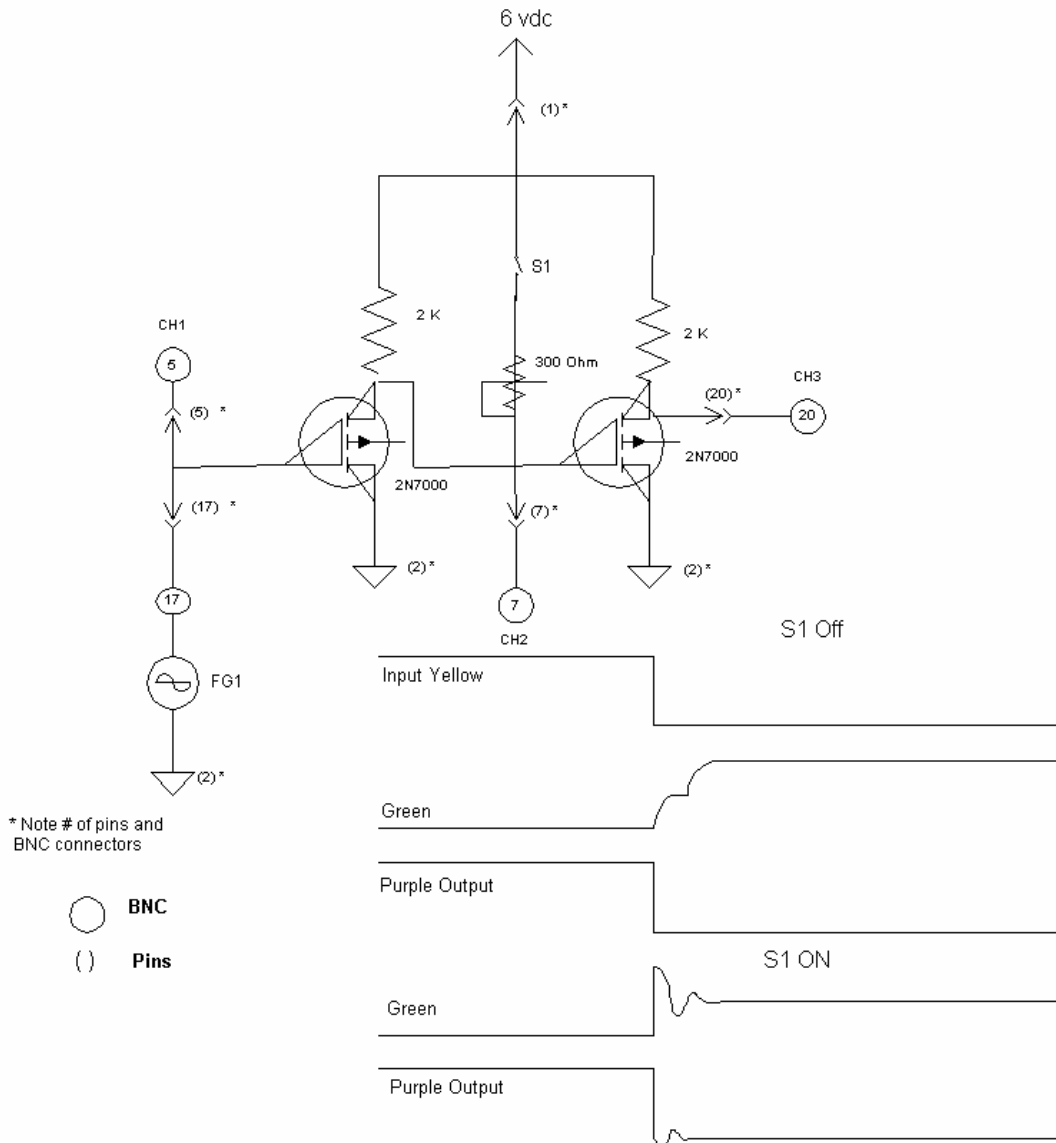 6 vdc
(1)*
S1
2 K
2 K
300 Ohm
CH1
5
(5) *
CH3
(20)*
20
2N7000
2N7000
(17) *
(7)*
(2)*
(2)*
17
7
CH2
S1 Off
Input Yellow
FG1
(2)*
Green
* Note # of pins and
BNC connectors
Purple Output
BNC
( ) Pins
S1 ON
Green
Purple Output